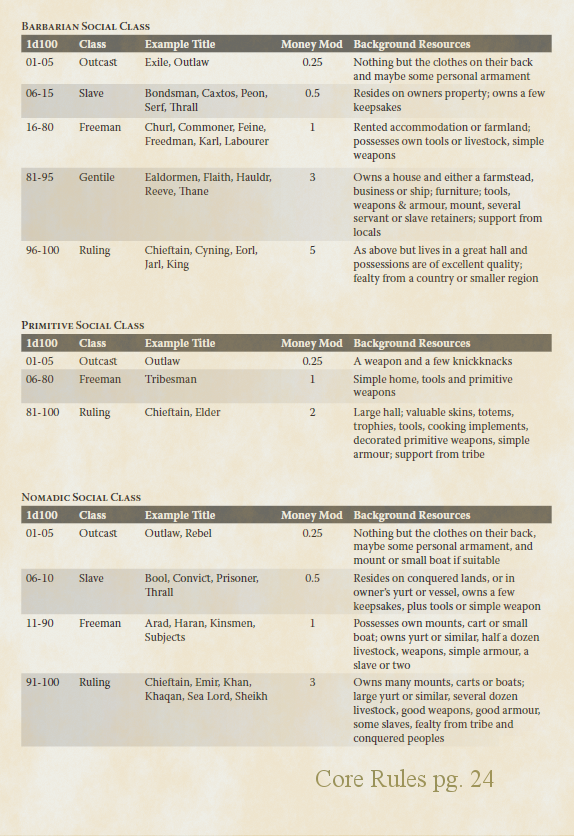 Barbarian Social Class
1d100 Class Example Title Money Mod Background Resources
01-05 Outcast Exile, Outlaw 0.25 Nothing but the clothes on their back
and maybe some personal armament
06-15 Slave Bondsman, Caxtos, Peon, 0.5 Resides on owners property; owns a few
Serf, Thrall keepsakes
16-80 Freeman Churl, Commoner, Feine, 1 Rented accommodation or farmland;
Freedman, Karl, Labourer possesses own tools or livestock, simple
weapons
81-95 Gentile Ealdormen, Flaith, Hauldr, 3 Owns a house and either a farmstead,
Reeve, Thane business or ship; furniture; tools,
weapons & armour, mount, several
servant or slave retainers; support from
locals
96-100 Ruling Chieftain, Cyning, Eorl, 5 As above but lives in a great hall and
Jarl, King possessions are of excellent quality;
fealty from a country or smaller region
Primitive Social Class
1d100 Class Example Title Money Mod Background Resources
01-05 Outcast Outlaw 0.25 A weapon and a few knickknacks
06-80 Freeman Tribesman 1 Simple home, tools and primitive
weapons
81-100 Ruling Chieftain, Elder 2 Large hall; valuable skins, totems,
trophies, tools, cooking implements,
decorated primitive weapons, simple
armour; support from tribe
Nomadic Social Class
1d100 Class Example Title Money Mod Background Resources
01-05 Outcast Outlaw, Rebel 0.25 Nothing but the clothes on their back,
maybe some personal armament, and
mount or small boat if suitable
06-10 Slave Bool, Convict, Prisoner, 0.5 Resides on conquered lands, or in
Thrall owner's yurt or vessel, owns a few
keepsakes, plus tools or simple weapon
11-90 Freeman Arad, Haran, Kinsmen, 1 Possesses own mounts, cart or small
Subjects boat; owns yurt or similar, half a dozen
livestock, weapons, simple armour, a
slave or two
91-100 Ruling Chieftain, Emir, Khan, 3 Owns many mounts, carts or boats;
Khaqan, Sea Lord, Sheikh large yurt or similar, several dozen
livestock, good weapons, good armour,
some slaves, fealty from tribe and
conquered peoples
Core Rules pg. 24